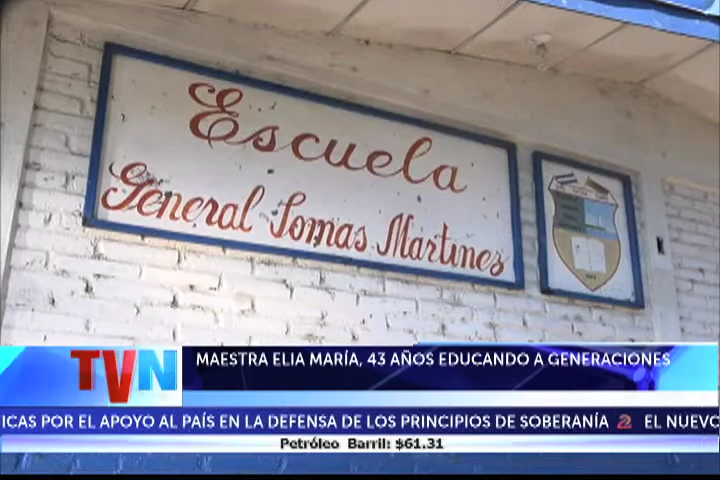 Escuela
General Tomas Martinez
TVN
MAESTRA ELIA MARÍA, 43 AÑOS EDUCANDO A GENERACIONES
ICAS POR EL APOYO AL PAÍS EN LA DEFENSA DE LOS PRINCIPIOS DE SOBERANÍA 2 EL NUEVO
Petróleo Barril: $61.31